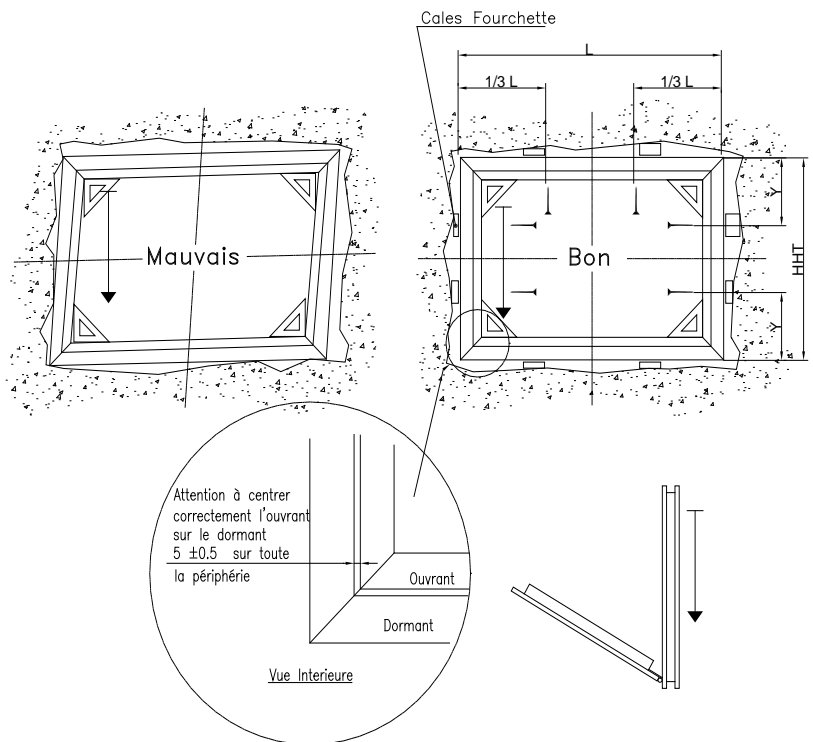 Cales Fourchette
L
1/3 L
1/3 L
Mauvais
Bon
Y
HHT
Y
Attention à centrer
correctement l'ouvrant
sur le dormant
5 ±0.5 sur toute
la périphérie
Ouvrant
Dormant
Vue Interieure